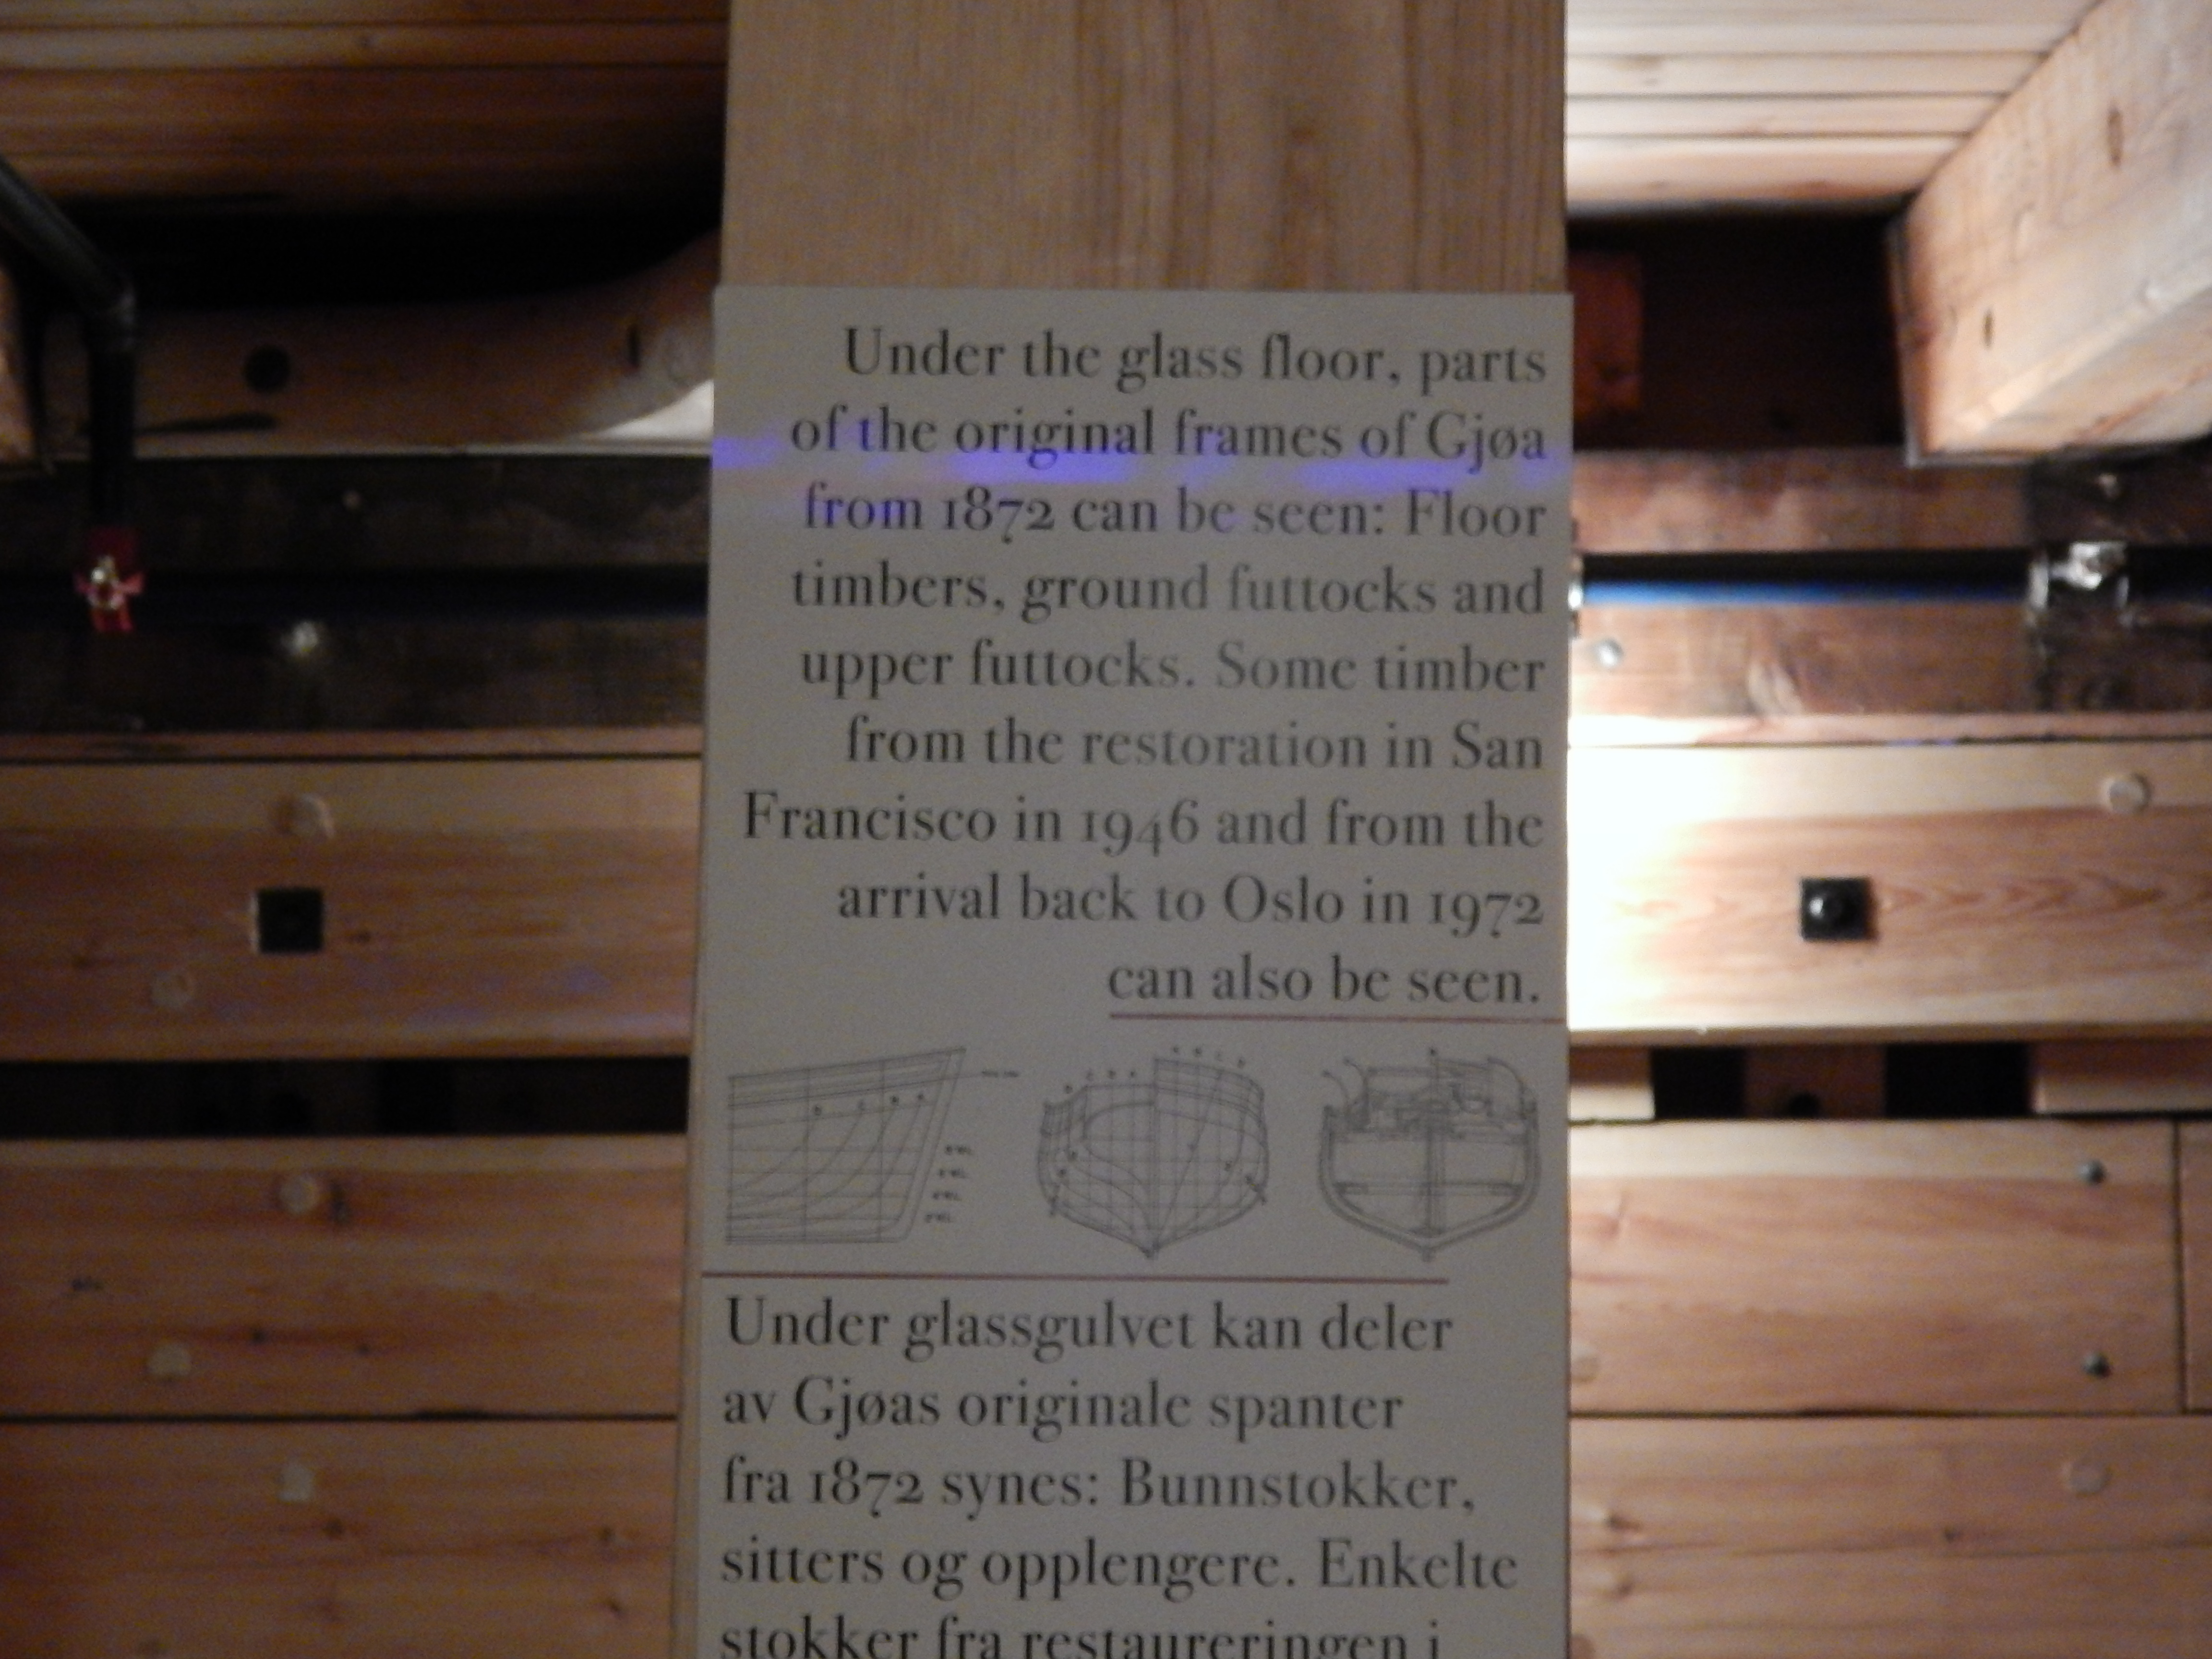 Under the glass floor, parts
of the original frames of Gjøa
from 1872 can be seen: Floor
timbers, ground futtocks and
upper futtocks. Some timber
from the restoration in San
Francisco in 1946 and from the
arrival back to Oslo in 1972
can also be seen.
Under glassgulvet kan deler
av Gjøas originale spanter
fra 1872 synes: Bunnstokker,
sitters og opplengere. Enkelte
stokker fra restaureringen i